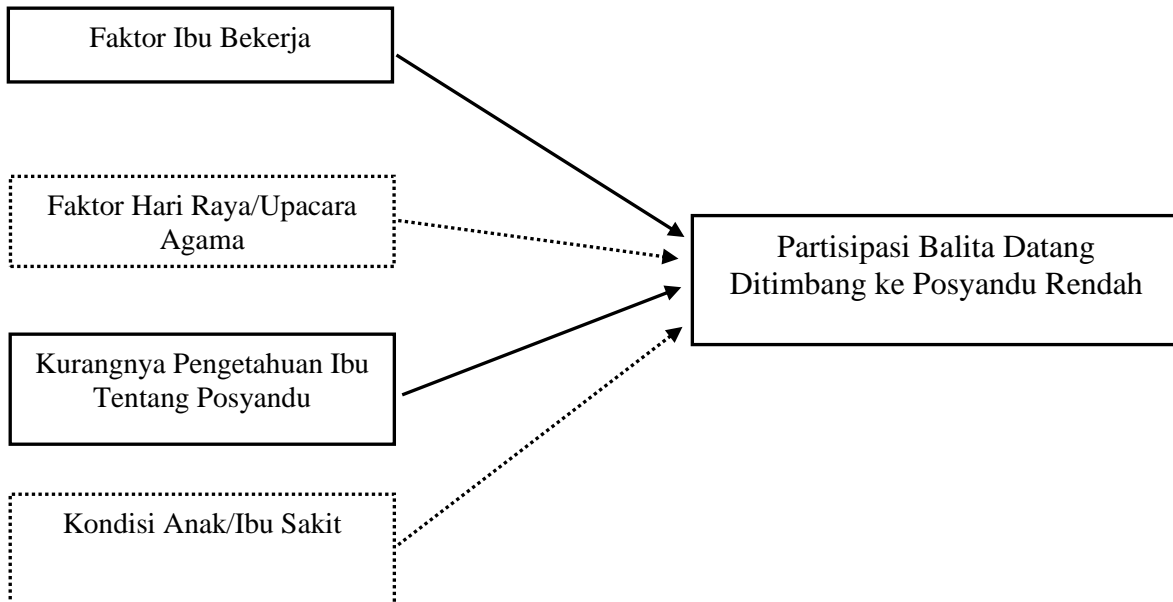 Faktor Ibu Bekerja
Faktor Hari Raya/Upacara
Agama
Kurangnya Pengetahuan Ibu
Tentang Posyandu
Kondisi Anak/Ibu Sakit
Partisipasi Balita Datang
Ditimbang ke Posyandu Rendah